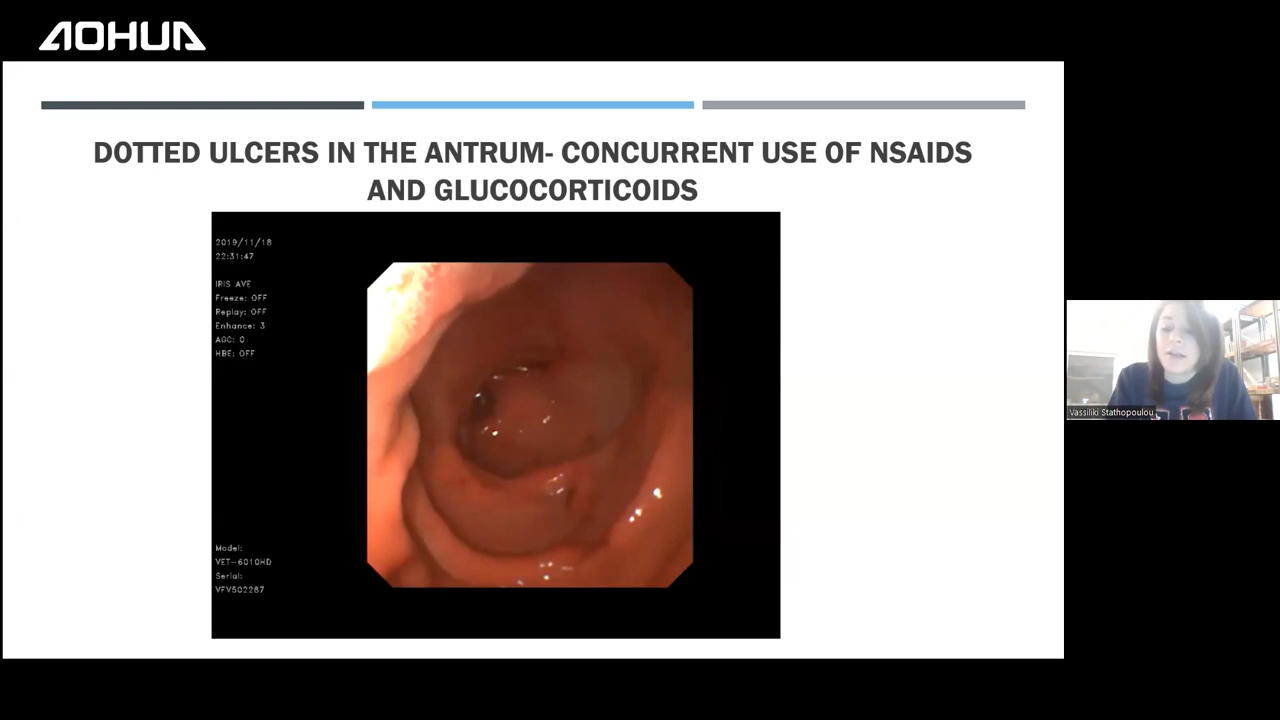 AOHUA
DOTTED ULCERS IN THE ANTRUM- CONCURRENT USE OF NSAIDS
AND GLUCOCORTICOIDS
2019/11/18
22:31:47
IRIS AVE
Freeze: OFF
Replay: OFF
Enhance: 3
AGC: 0
HBE: OFF
Model:
VET-6010HD
Serial:
VFV502287
Vassiliki Stathopoulou